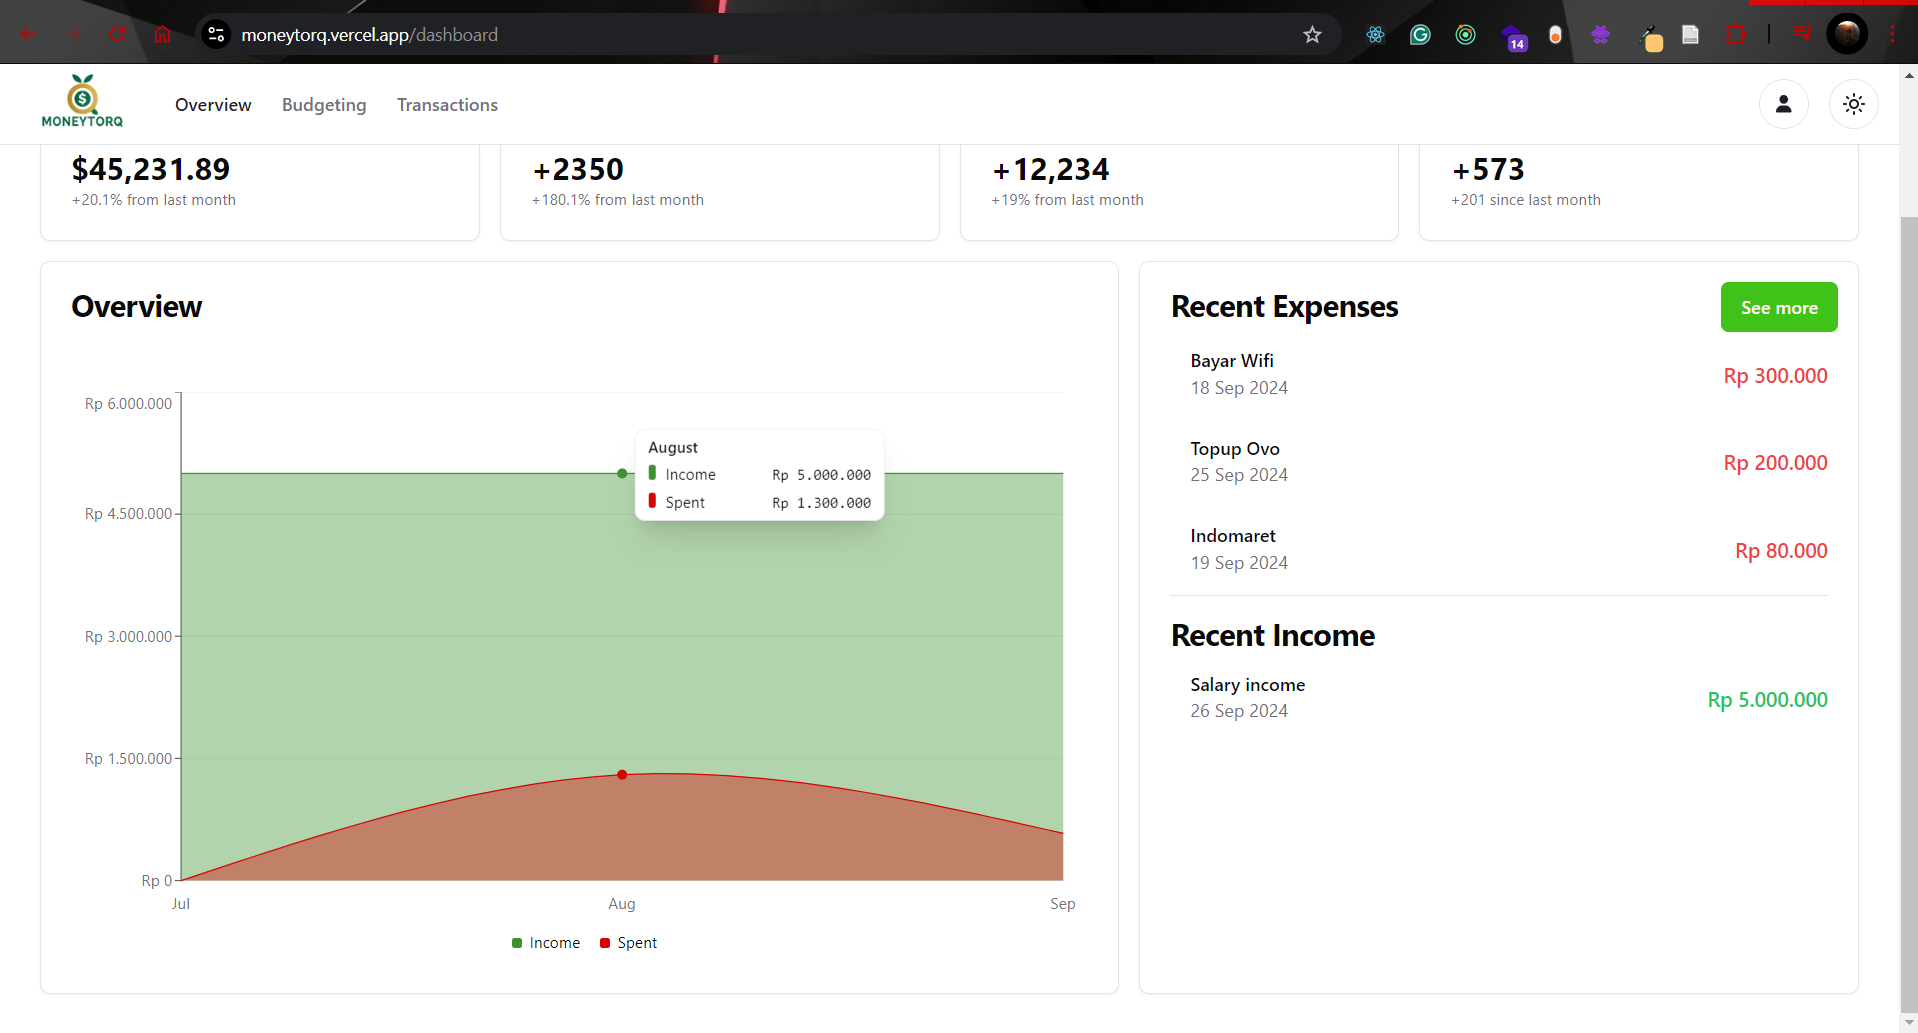 moneytorq.vercel.app/dashboard
14
MONEYTORQ
Overview
Budgeting
Transactions
$45,231.89
+20.1% from last month
+2350
+180.1% from last month
+12,234
+19% from last month
+573
+201 since last month
Overview
Rp 6.000.000
Rp 4.500.000
Rp 3.000.000
Rp 1.500.000
Rp 0
August
Income Rp 5.000.000
Spent Rp 1.300.000
Jul
Aug
Sep
Income
Spent
Recent Expenses
See more
Bayar Wifi
18 Sep 2024
Rp 300.000
Topup Ovo
25 Sep 2024
Rp 200.000
Indomaret
19 Sep 2024
Rp 80.000
Recent Income
Salary income
26 Sep 2024
Rp 5.000.000